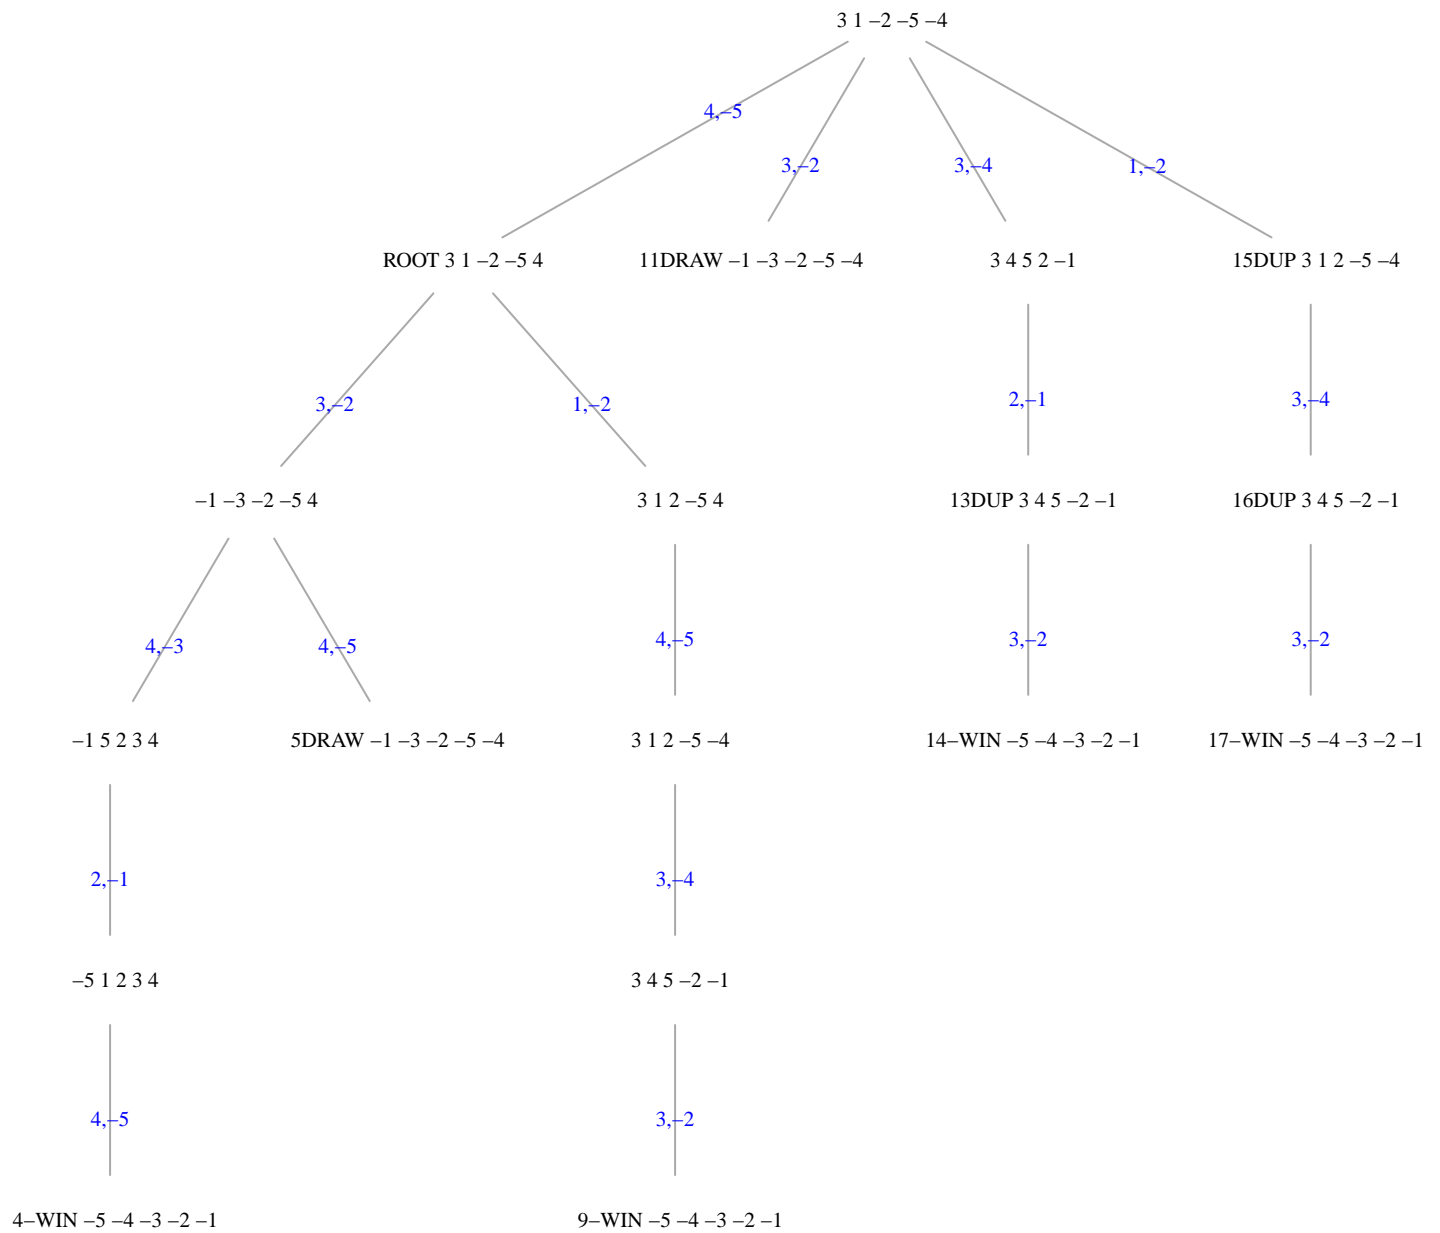 3 1 −2 −5 −4
4,−5
3,−2
3,−4
1,−2
ROOT 3 1 −2 −5 4
11DRAW −1 −3 −2 −5 −4
3 4 5 2 −1
15DUP 3 1 2 −5 −4
3,−2
1,−2
2,−1
3,−4
−1 −3 −2 −5 4
3 1 2 −5 4
13DUP 3 4 5 −2 −1
16DUP 3 4 5 −2 −1
4,−3
4,−5
4,−5
3,−2
3,−2
−1 5 2 3 4
5DRAW −1 −3 −2 −5 −4
3 1 2 −5 −4
14−WIN −5 −4 −3 −2 −1
17−WIN −5 −4 −3 −2 −1
2,−1
3,−4
−5 1 2 3 4
3 4 5 −2 −1
4,−5
3,−2
4−WIN −5 −4 −3 −2 −1
9−WIN −5 −4 −3 −2 −1